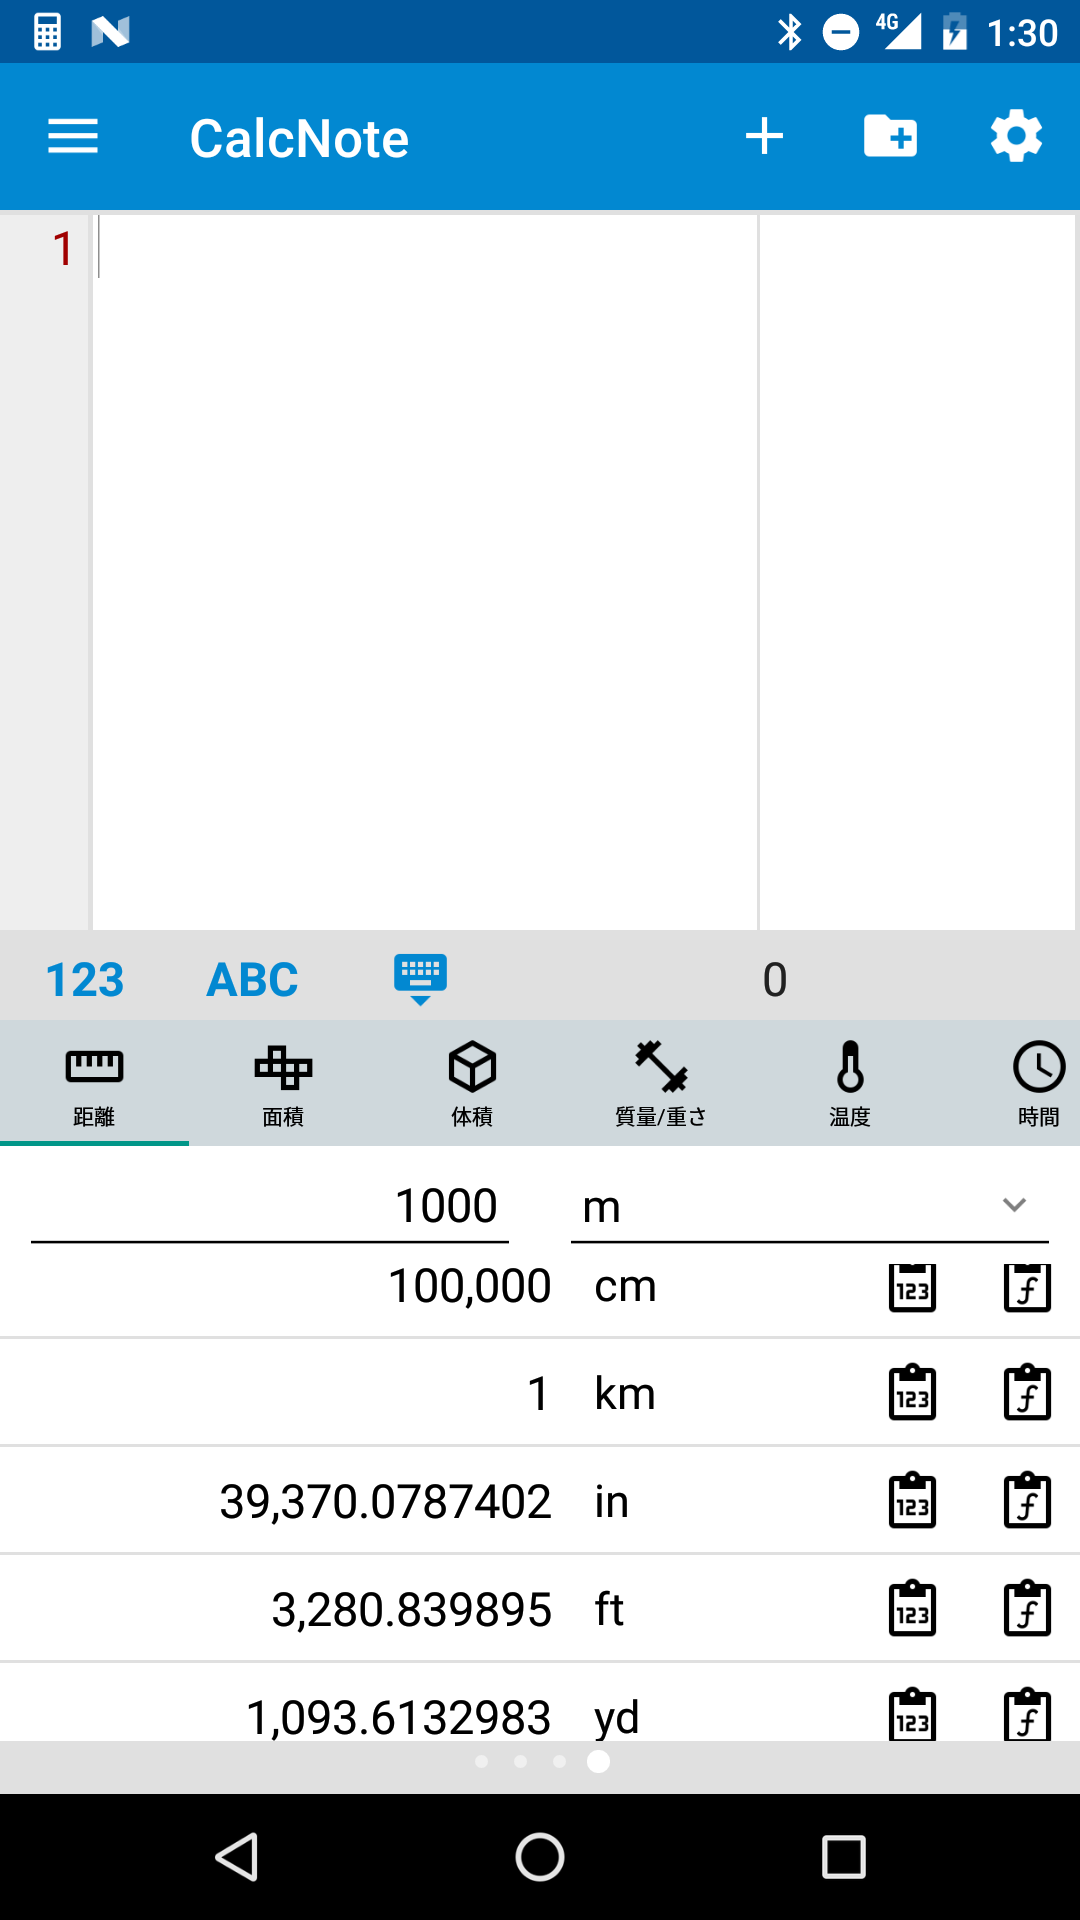 4G 1:30
CalcNote
1
123 ABC 0
距離 面積 体積 質量/重さ 温度 時間
1000 m
100,000 cm 123 f
1 km 123 f
39,370.0787402 in 123 f
3,280.839895 ft 123 f
1,093.6132983 yd 123 f